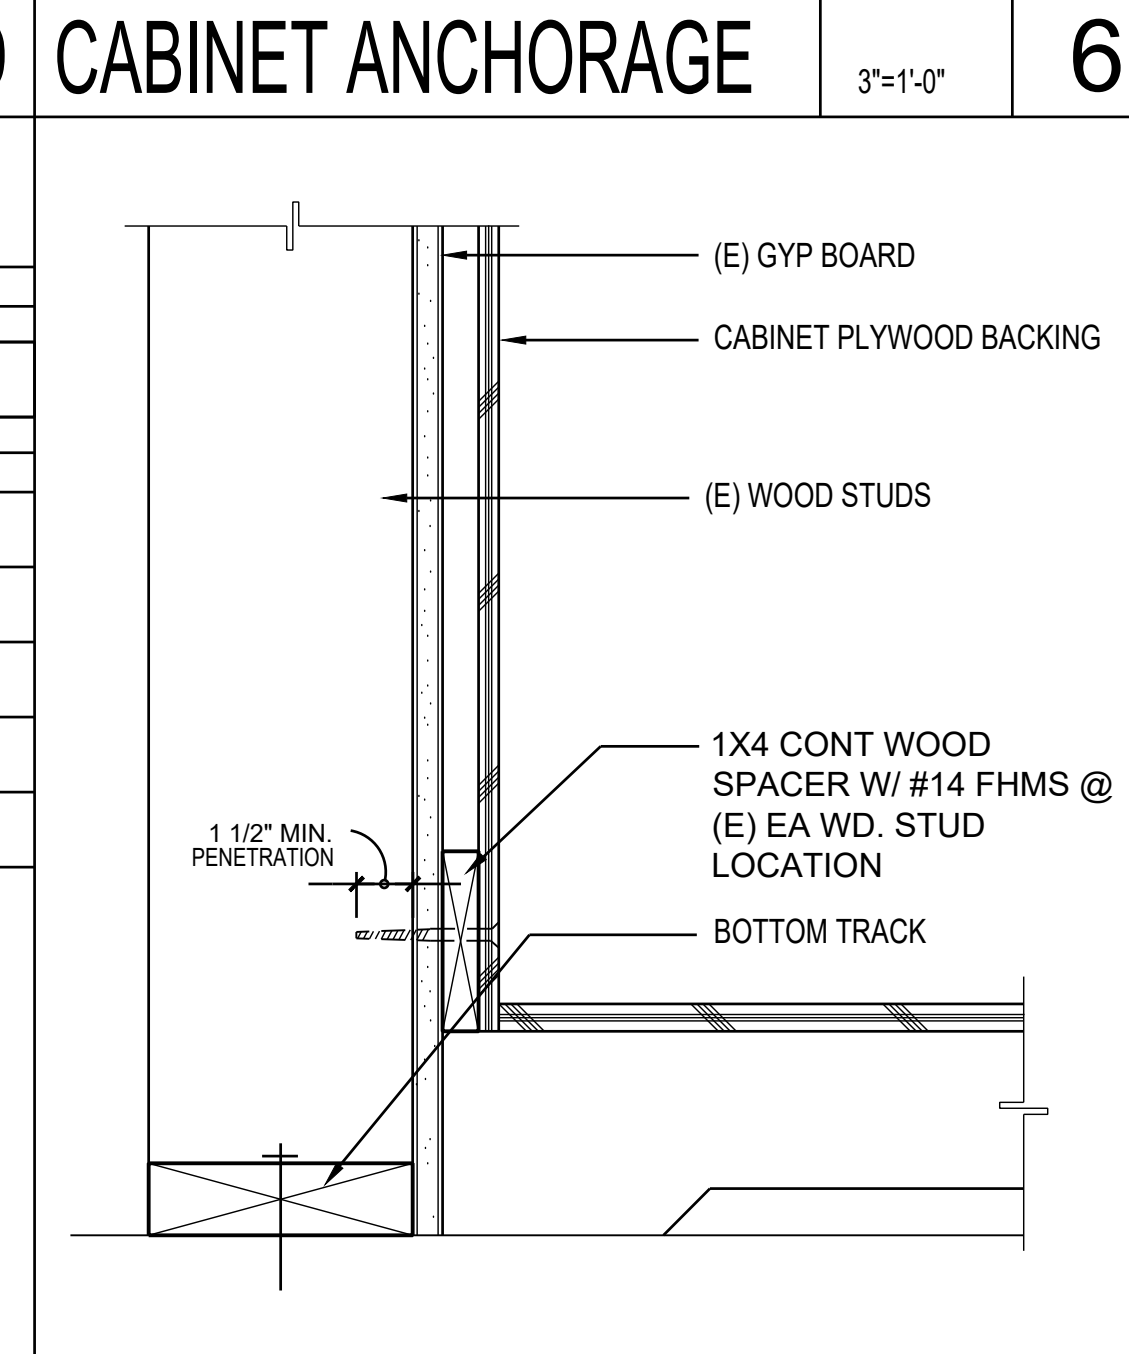 CABINET ANCHORAGE
3"=1'-0"
6
(E) GYP BOARD
CABINET PLYWOOD BACKING
(E) WOOD STUDS
1X4 CONT WOOD
SPACER W/ #14 FHMS @
(E) EA WD. STUD
LOCATION
1 1/2" MIN.
PENETRATION
BOTTOM TRACK